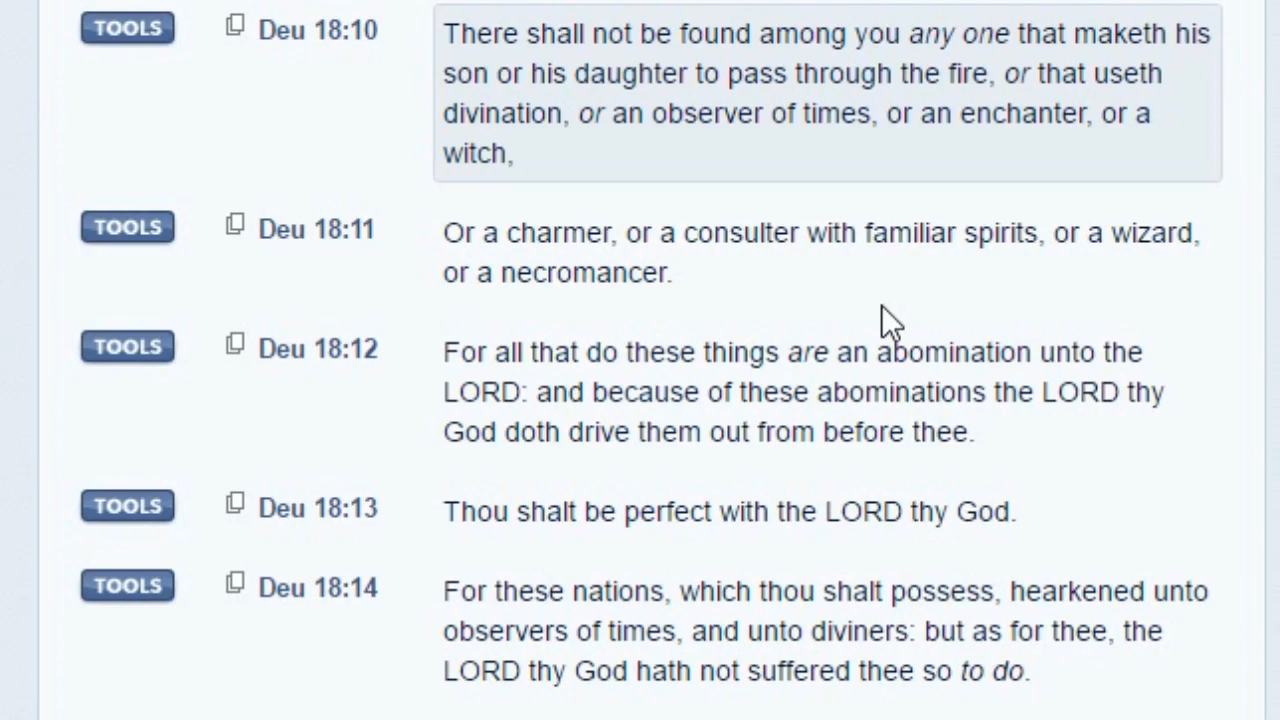 TOOLS Deu 18:10 There shall not be found among you any one that maketh his
son or his daughter to pass through the fire, or that useth
divination, or an observer of times, or an enchanter, or a
witch,
TOOLS Deu 18:11 Or a charmer, or a consulter with familiar spirits, or a wizard,
or a necromancer.
TOOLS Deu 18:12 For all that do these things are an abomination unto the
LORD: and because of these abominations the LORD thy
God doth drive them out from before thee.
TOOLS Deu 18:13 Thou shalt be perfect with the LORD thy God.
TOOLS Deu 18:14 For these nations, which thou shalt possess, hearkened unto
observers of times, and unto diviners: but as for thee, the
LORD thy God hath not suffered thee so to do.